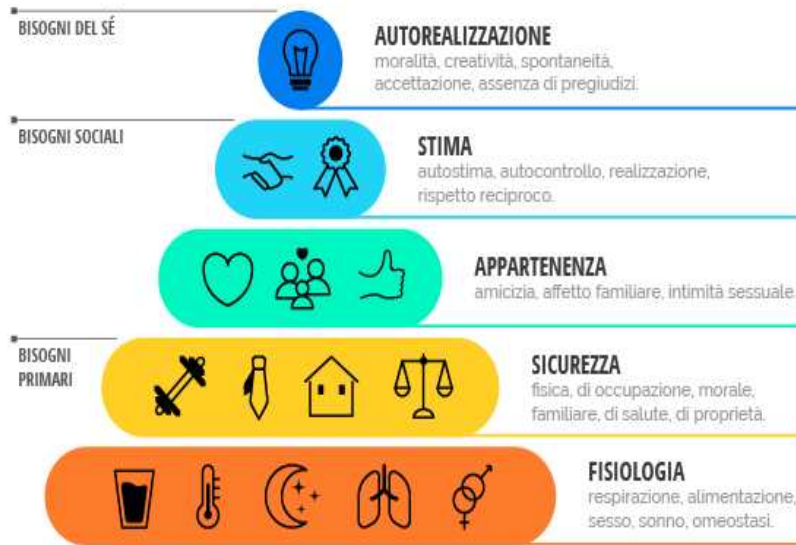 BISOGNI DEL SÉ
AUTOREALIZZAZIONE
moralità, creatività, spontaneità,
accettazione, assenza di pregiudizi.
BISOGNI SOCIALI
STIMA
autostima, autocontrollo, realizzazione,
rispetto reciproco.
APPARTENENZA
amicizia, affetto familiare, intimità sessuale.
BISOGNI
PRIMARI
SICUREZZA
fisica, di occupazione, morale,
familiare, di salute, di proprietà.
FISIOLOGIA
respirazione, alimentazione,
sesso, sonno, omeostasi.